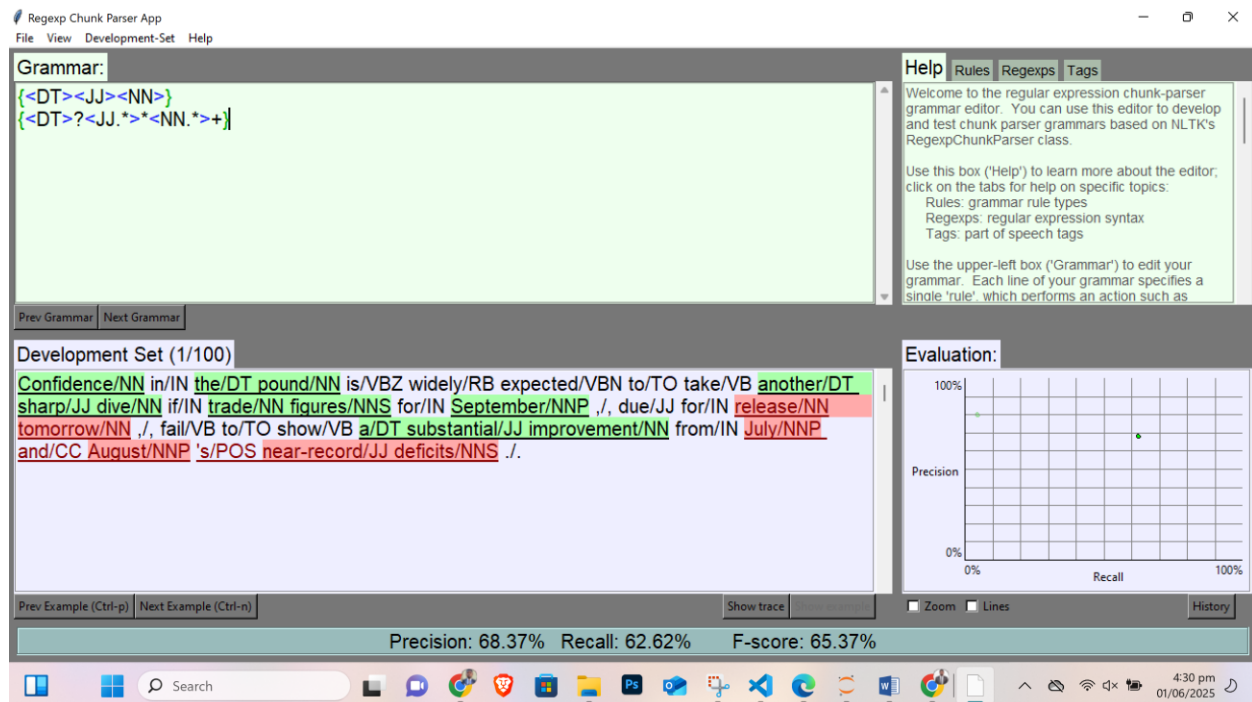 Regexp Chunk Parser App
File View Development-Set Help
Grammar:
{<DT><JJ><NN>}
{<DT>?<JJ.*>*<NN.*>+}
Prev Grammar Next Grammar
Help Rules Regexps Tags
Welcome to the regular expression chunk-parser
grammar editor. You can use this editor to develop
and test chunk parser grammars based on NLTK's
RegexpChunkParser class.
Use this box ('Help') to learn more about the editor;
click on the tabs for help on specific topics:
Rules: grammar rule types
Regexps: regular expression syntax
Tags: part of speech tags
Use the upper-left box ('Grammar') to edit your
grammar. Each line of your grammar specifies a
single 'rule', which performs an action such as
Development Set (1/100)
Confidence/NN in/IN the/DT pound/NN is/VBZ widely/RB expected/VBN to/TO take/VB another/DT
sharp/JJ dive/NN if/IN trade/NN figures/NNS for/IN September/NNP ,/, due/JJ for/IN release/NN
tomorrow/NN ,/, fail/VB to/TO show/VB a/DT substantial/JJ improvement/NN from/IN July/NNP
and/CC August/NNP 's/POS near-record/JJ deficits/NNS ./.
Prev Example (Ctrl-p) Next Example (Ctrl-n) Show trace Show example
Evaluation:
100%
Precision
0%
0% Recall 100%
Zoom Lines History
Precision: 68.37% Recall: 62.62% F-score: 65.37%
Search
4:30 pm
01/06/2025